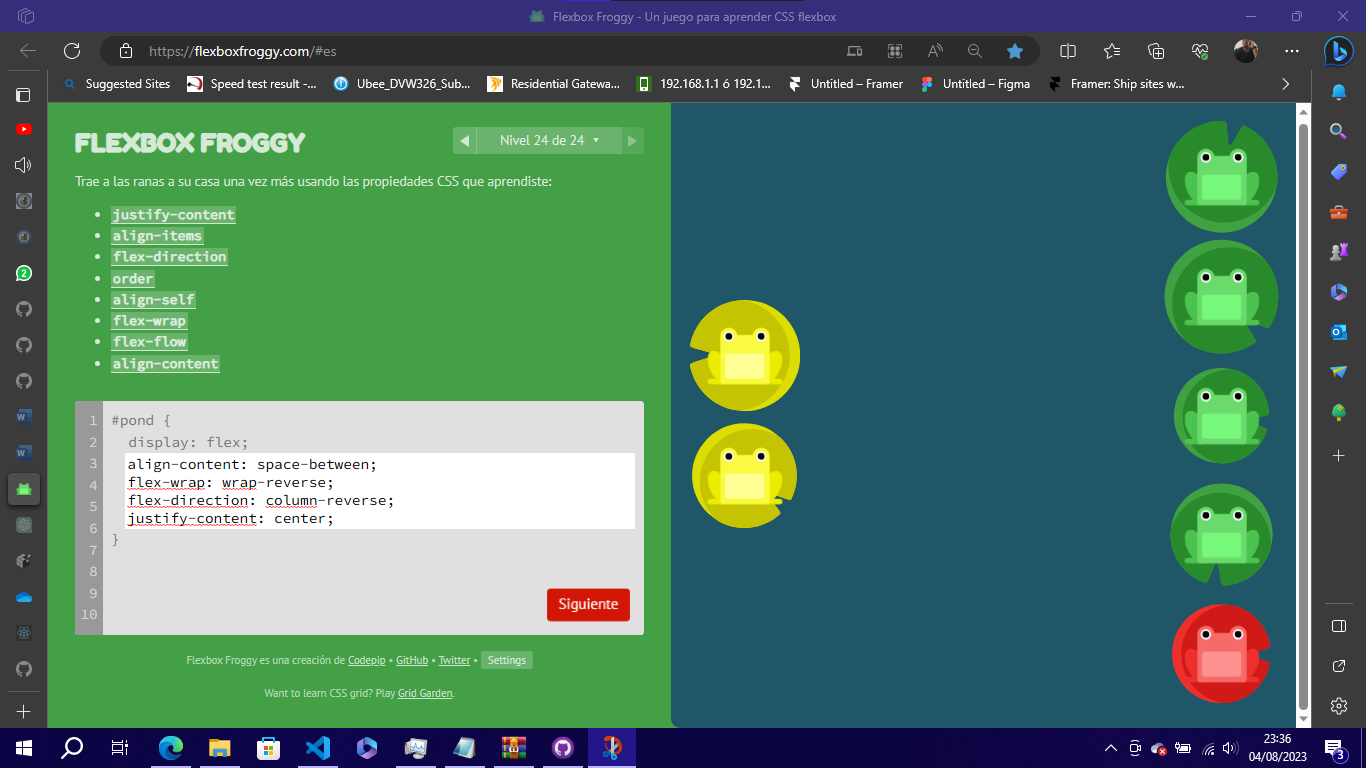 Flexbox Froggy - Un juego para aprender CSS flexbox
https://flexboxfroggy.com/#es
Suggested Sites
Speed test result -...
Ubee_DVW326_Sub...
Residential Gatewa...
192.168.1.1 ó 192.1...
Untitled – Framer
Untitled – Figma
Framer: Ship sites w...
FLEXBOX FROGGY
◀ Nivel 24 de 24 ▼ ▶
Trae a las ranas a su casa una vez más usando las propiedades CSS que aprendiste:
• justify-content
• align-items
• flex-direction
• order
• align-self
• flex-wrap
• flex-flow
• align-content
1 #pond {
2 display: flex;
3 align-content: space-between;
4 flex-wrap: wrap-reverse;
5 flex-direction: column-reverse;
6 justify-content: center;
7 }
8
9
10
Siguiente
Flexbox Froggy es una creación de Codepip • GitHub • Twitter • Settings
Want to learn CSS grid? Play Grid Garden.
2
23:36
04/08/2023
3